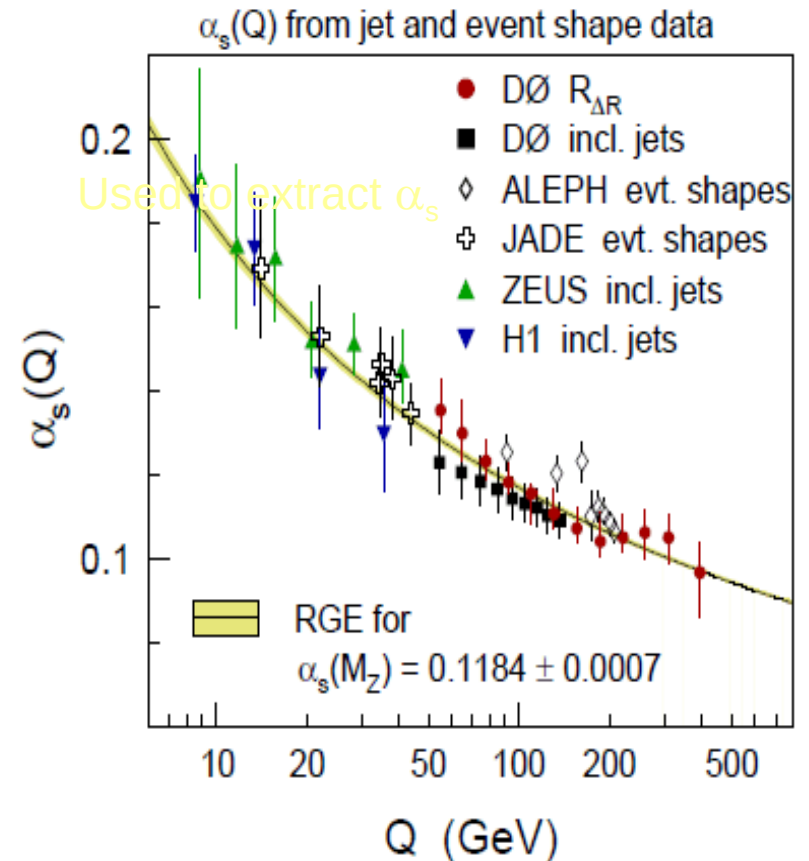 αₛ(Q) from jet and event shape data
DØ R_ΔR
0.2
DØ incl. jets
Used to extract αₛ
ALEPH evt. shapes
JADE evt. shapes
ZEUS incl. jets
H1 incl. jets
αₛ(Q)
0.1
RGE for
αₛ(M_Z) = 0.1184 ± 0.0007
10 20 50 100 200 500
Q (GeV)